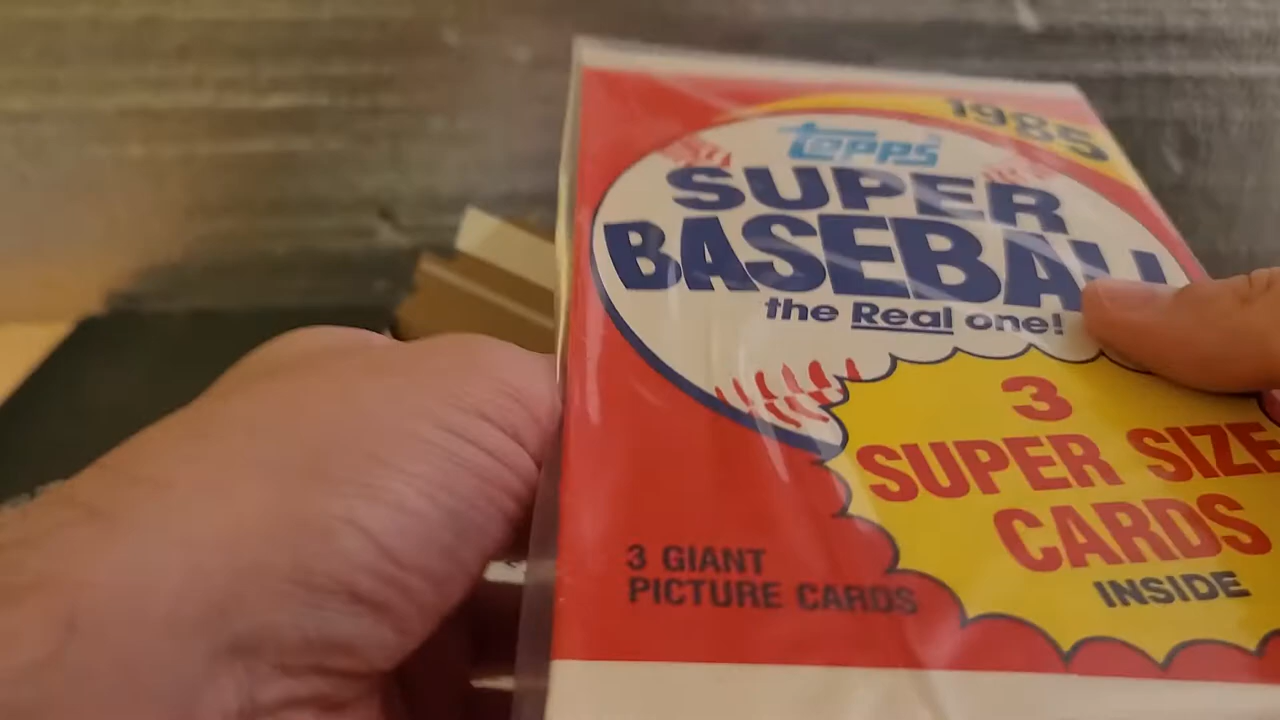 1985
topps
SUPER
BASEBALL
the Real one!
3
SUPER SIZE
CARDS
INSIDE
3 GIANT
PICTURE CARDS